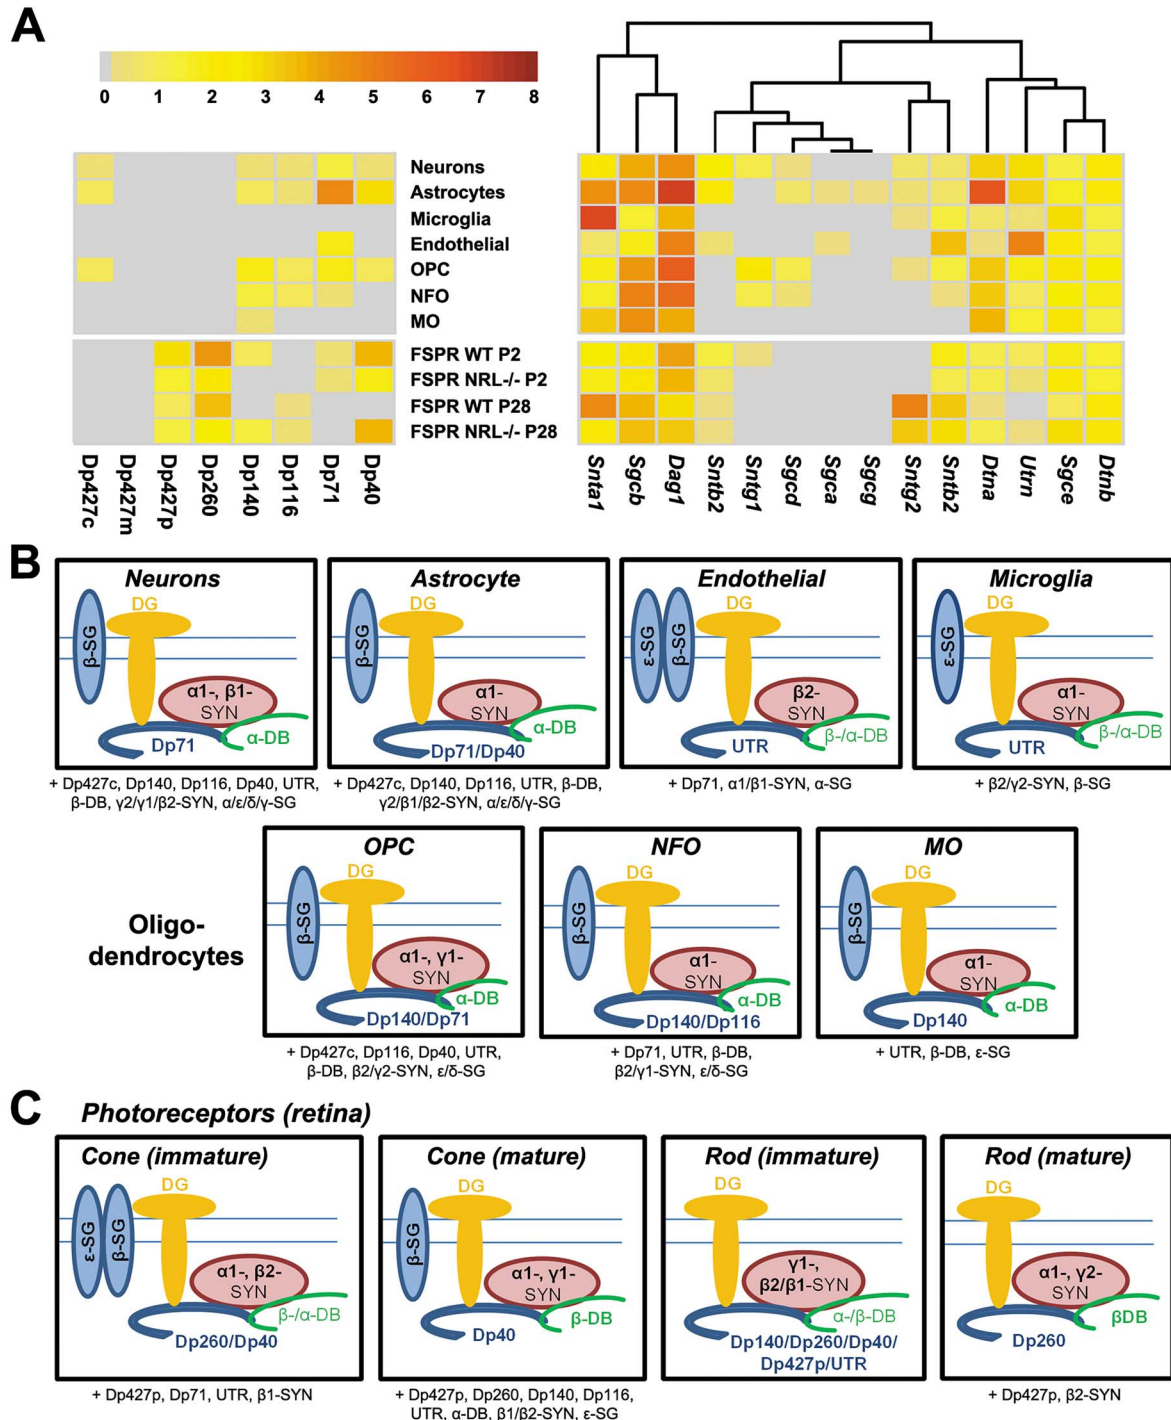 A
0 1 2 3 4 5 6 7 8
Neurons
Astrocytes
Microglia
Endothelial
OPC
NFO
MO
FSPR WT P2
FSPR NRL-/- P2
FSPR WT P28
FSPR NRL-/- P28
Dp427c
Dp427m
Dp427p
Dp260
Dp140
Dp116
Dp71
Dp40
Snta1
Sgcb
Dag1
Sntb2
Sntg1
Sgcd
Sgca
Sgcg
Sntg2
Sntb2
Dtna
Utrn
Sgce
Dtnb
B
Neurons
DG
β-SG
α1-, β1-
SYN
Dp71
α-DB
+ Dp427c, Dp140, Dp116, Dp40, UTR,
β-DB, γ2/γ1/β2-SYN, α/ε/δ/γ-SG
Astrocyte
DG
β-SG
α1-
SYN
Dp71/Dp40
α-DB
+ Dp427c, Dp140, Dp116, UTR, β-DB,
γ2/β1/β2-SYN, α/ε/δ/γ-SG
Endothelial
DG
ε-SG
β-SG
β2-
SYN
UTR
β-/α-DB
+ Dp71, α1/β1-SYN, α-SG
Microglia
DG
ε-SG
α1-
SYN
UTR
β-/α-DB
+ β2/γ2-SYN, β-SG
Oligo-
dendrocytes
OPC
DG
β-SG
α1-, γ1-
SYN
α-DB
Dp140/Dp71
+ Dp427c, Dp116, Dp40, UTR,
β-DB, β2/γ2-SYN, ε/δ-SG
NFO
DG
β-SG
α1-
SYN
α-DB
Dp140/Dp116
+ Dp71, UTR, β-DB,
β2/γ1-SYN, ε/δ-SG
MO
DG
β-SG
α1-
SYN
α-DB
Dp140
+ UTR, β-DB, ε-SG
C
Photoreceptors (retina)
Cone (immature)
DG
ε-SG
β-SG
α1-, β2-
SYN
β-/α-DB
Dp260/Dp40
+ Dp427p, Dp71, UTR, β1-SYN
Cone (mature)
DG
β-SG
α1-, γ1-
SYN
β-DB
Dp40
+ Dp427p, Dp260, Dp140, Dp116,
UTR, α-DB, β1/β2-SYN, ε-SG
Rod (immature)
DG
γ1-,
β2/β1-SYN
α-/β-DB
Dp140/Dp260/Dp40/
Dp427p/UTR
Rod (mature)
DG
α1-, γ2-
SYN
βDB
Dp260
+ Dp427p, β2-SYN